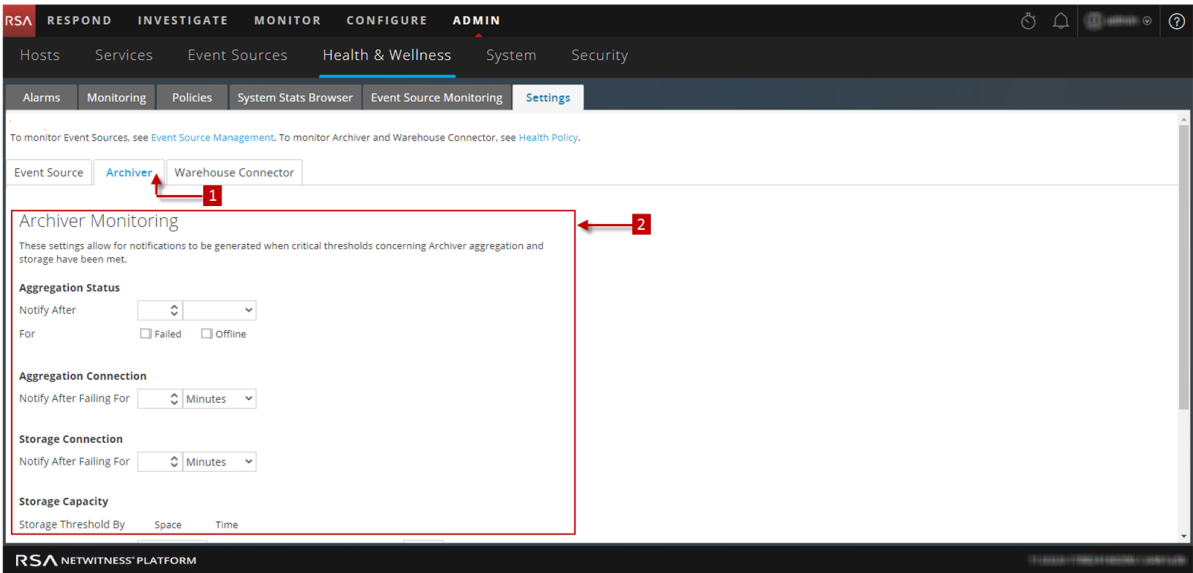 RSA RESPOND INVESTIGATE MONITOR CONFIGURE ADMIN
Hosts Services Event Sources Health & Wellness System Security
Alarms Monitoring Policies System Stats Browser Event Source Monitoring Settings
To monitor Event Sources, see Event Source Management. To monitor Archiver and Warehouse Connector, see Health Policy.
Event Source Archiver Warehouse Connector
1
2
Archiver Monitoring
These settings allow for notifications to be generated when critical thresholds concerning Archiver aggregation and
storage have been met.
Aggregation Status
Notify After
For Failed Offline
Aggregation Connection
Notify After Failing For Minutes
Storage Connection
Notify After Failing For Minutes
Storage Capacity
Storage Threshold By Space Time
RSA NETWITNESS® PLATFORM